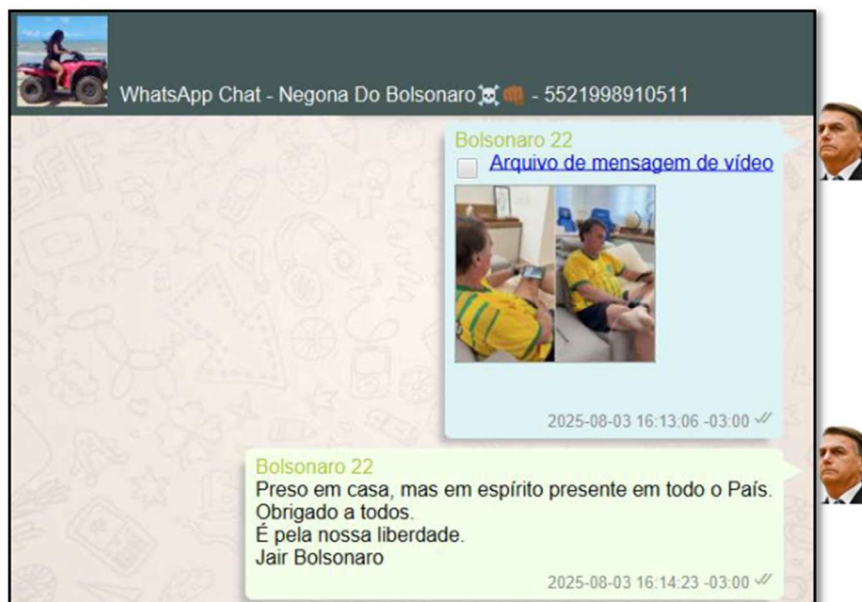 WhatsApp Chat - Negona Do Bolsonaro☠️👊🏾 - 5521998910511
Bolsonaro 22
Arquivo de mensagem de vídeo
2025-08-03 16:13:06 -03:00
Bolsonaro 22
Preso em casa, mas em espírito presente em todo o País.
Obrigado a todos.
É pela nossa liberdade.
Jair Bolsonaro
2025-08-03 16:14:23 -03:00